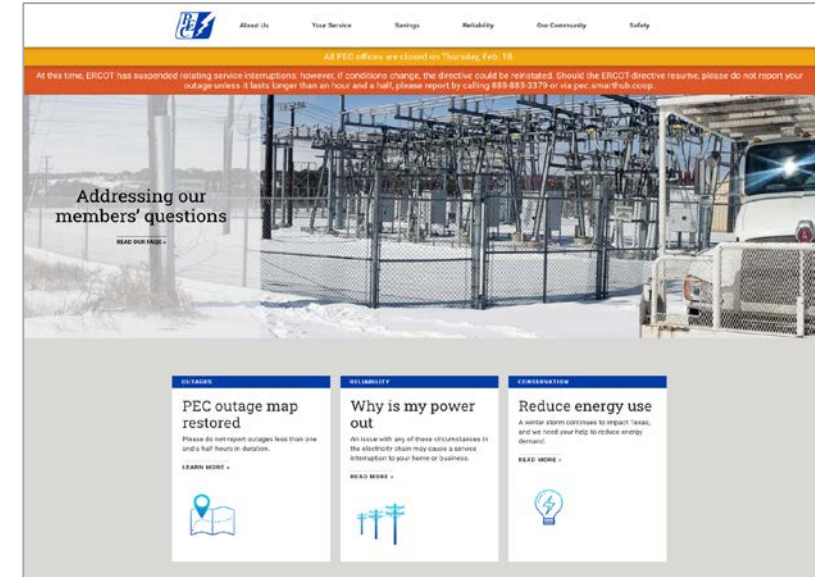 PEC
About Us Your Service Savings Reliability Our Community Safety
All PEC offices are closed on Thursday, Feb. 18.
At this time, ERCOT has suspended rotating service interruptions; however, if conditions change, the directive could be reinstated. Should the ERCOT-directive resume, please do not report your
outage unless it lasts longer than an hour and a half, please report by calling 888-883-3379 or via pec.smarthub.coop.
Addressing our
members' questions
READ OUR FAQS »
OUTAGES
PEC outage map
restored
Please do not report outages less than one
and a half hours in duration.
LEARN MORE »
RELIABILITY
Why is my power
out
An issue with any of these circumstances in
the electricity chain may cause a service
interruption to your home or business.
READ MORE »
CONSERVATION
Reduce energy use
A winter storm continues to impact Texas,
and we need your help to reduce energy
demand.
READ MORE »